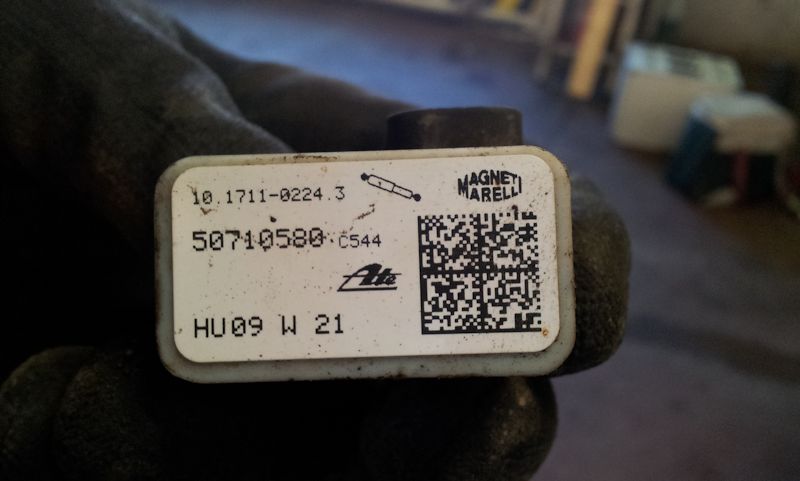 10.1711-0224.3
MAGNETI
MARELLI
50710580 C544
Ate
HU09 W 21